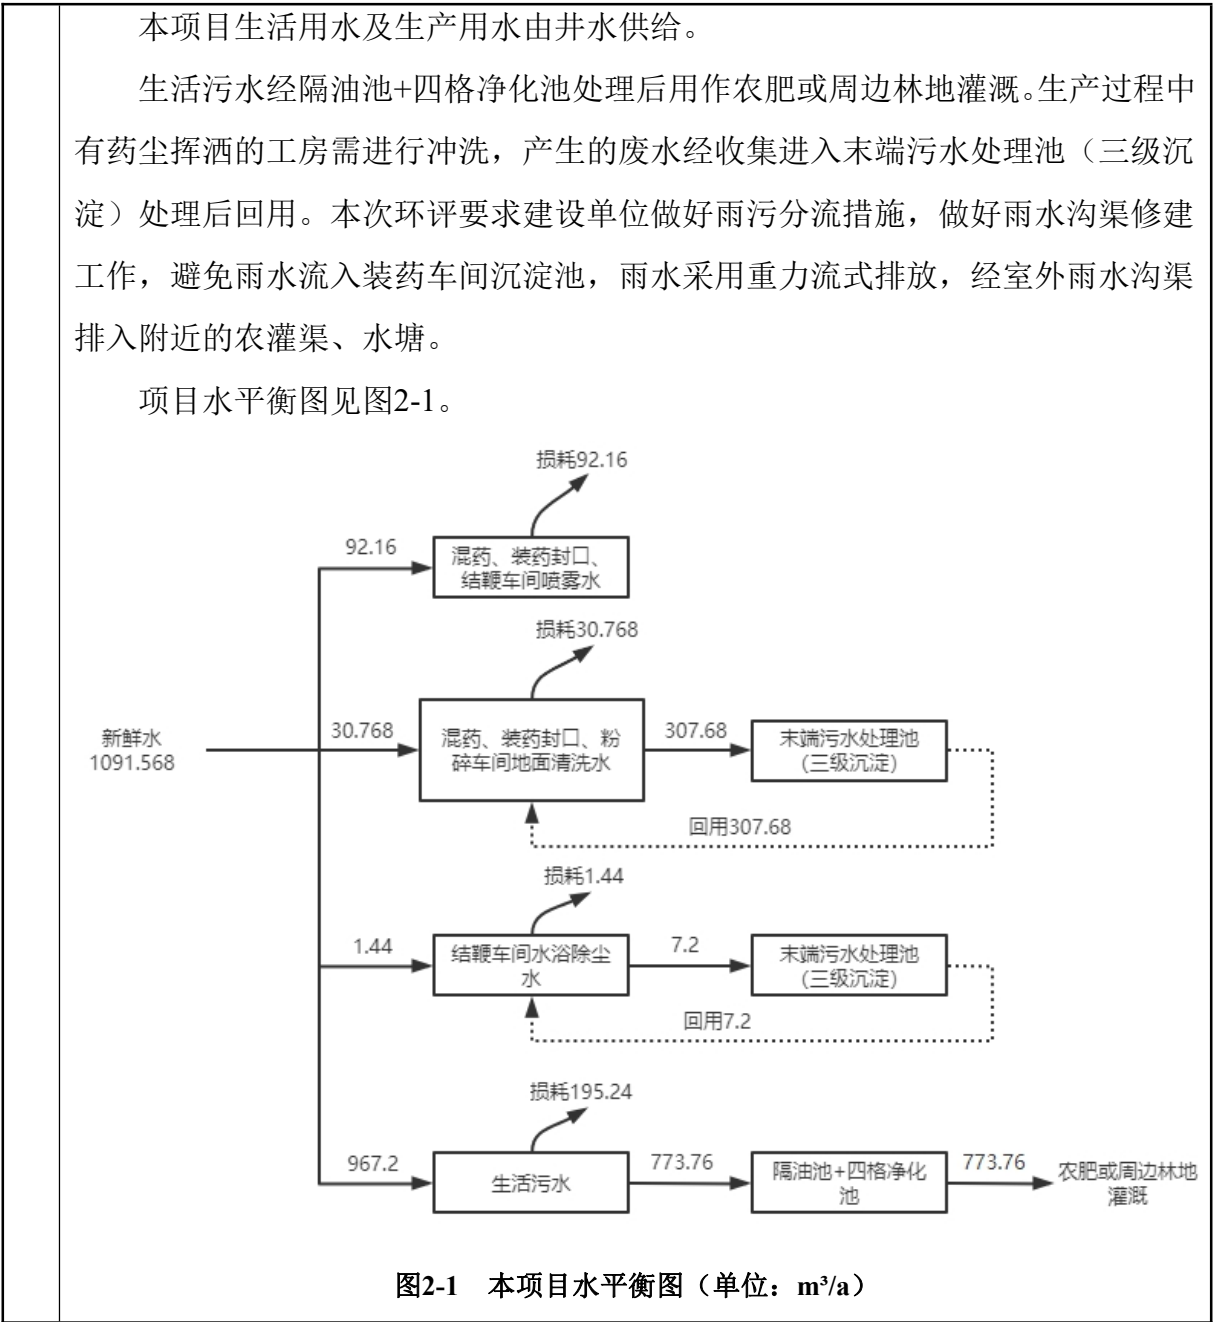 本项目生活用水及生产用水由井水供给。
生活污水经隔油池+四格净化池处理后用作农肥或周边林地灌溉。生产过程中
有药尘挥洒的工房需进行冲洗，产生的废水经收集进入末端污水处理池（三级沉
淀）处理后回用。本次环评要求建设单位做好雨污分流措施，做好雨水沟渠修建
工作，避免雨水流入装药车间沉淀池，雨水采用重力流式排放，经室外雨水沟渠
排入附近的农灌渠、水塘。
项目水平衡图见图2-1。
损耗92.16
92.16
混药、装药封口、
结鞭车间喷雾水
损耗30.768
新鲜水
1091.568
30.768
混药、装药封口、粉
碎车间地面清洗水
307.68
末端污水处理池
(三级沉淀)
回用307.68
损耗1.44
1.44
结鞭车间水浴除尘
水
7.2
末端污水处理池
(三级沉淀)
回用7.2
损耗195.24
967.2
生活污水
773.76
隔油池+四格净化
池
773.76
农肥或周边林地
灌溉
图2-1 本项目水平衡图（单位：m³/a）